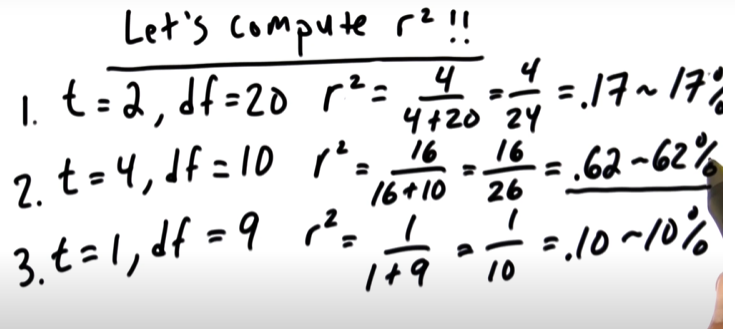 Let's compute r² !!
1. t = 2, df = 20 r² = 4/(4+20) = 4/24 = .17 ~ 17%
2. t = 4, df = 10 r² = 16/(16+10) = 16/26 = .62 ~ 62%
3. t = 1, df = 9 r² = 1/(1+9) = 1/10 = .10 ~ 10%